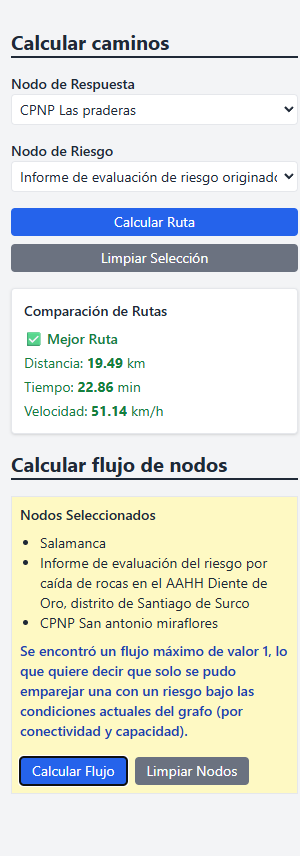 Calcular caminos
Nodo de Respuesta
CPNP Las praderas
Nodo de Riesgo
Informe de evaluación de riesgo originado
Calcular Ruta
Limpiar Selección
Comparación de Rutas
✅ Mejor Ruta
Distancia: 19.49 km
Tiempo: 22.86 min
Velocidad: 51.14 km/h
Calcular flujo de nodos
Nodos Seleccionados
• Salamanca
• Informe de evaluación del riesgo por
caída de rocas en el AAHH Diente de
Oro, distrito de Santiago de Surco
• CPNP San antonio miraflores
Se encontró un flujo máximo de valor 1, lo
que quiere decir que solo se pudo
emparejar una con un riesgo bajo las
condiciones actuales del grafo (por
conectividad y capacidad).
Calcular Flujo
Limpiar Nodos